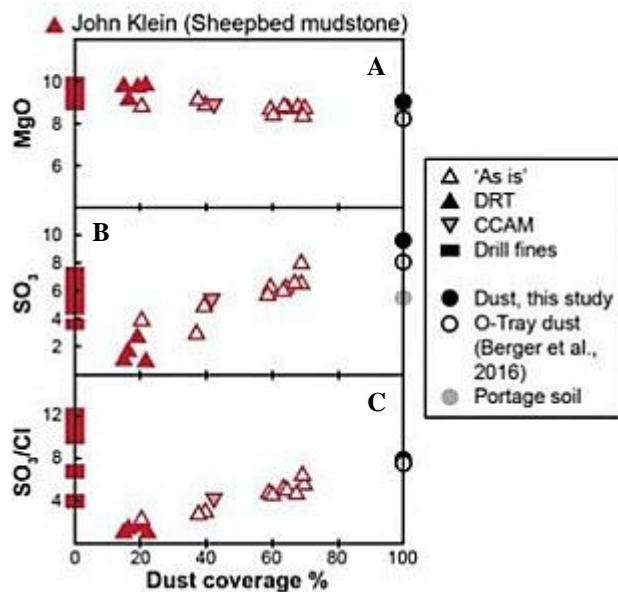 ▲ John Klein (Sheepbed mudstone)
A
10
8
6
MgO
B
10
8
6
4
2
SO₃
C
12
8
4
SO₃/Cl
0 20 40 60 80 100
Dust coverage %
'As is'
DRT
CCAM
Drill fines
Dust, this study
O-Tray dust
(Berger et al.,
2016)
Portage soil